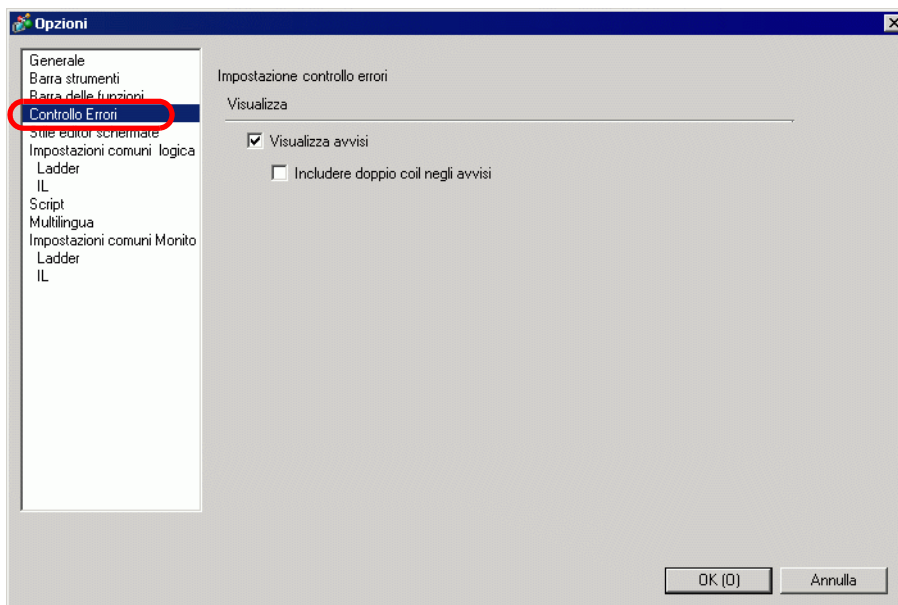 Opzioni
Generale
Barra strumenti
Barra delle funzioni
Controllo Errori
Stile editor schermate
Impostazioni comuni logica
Ladder
IL
Script
Multilingua
Impostazioni comuni Monito
Ladder
IL
Impostazione controllo errori
Visualizza
Visualizza avvisi
Includere doppio coil negli avvisi
OK (O)
Annulla